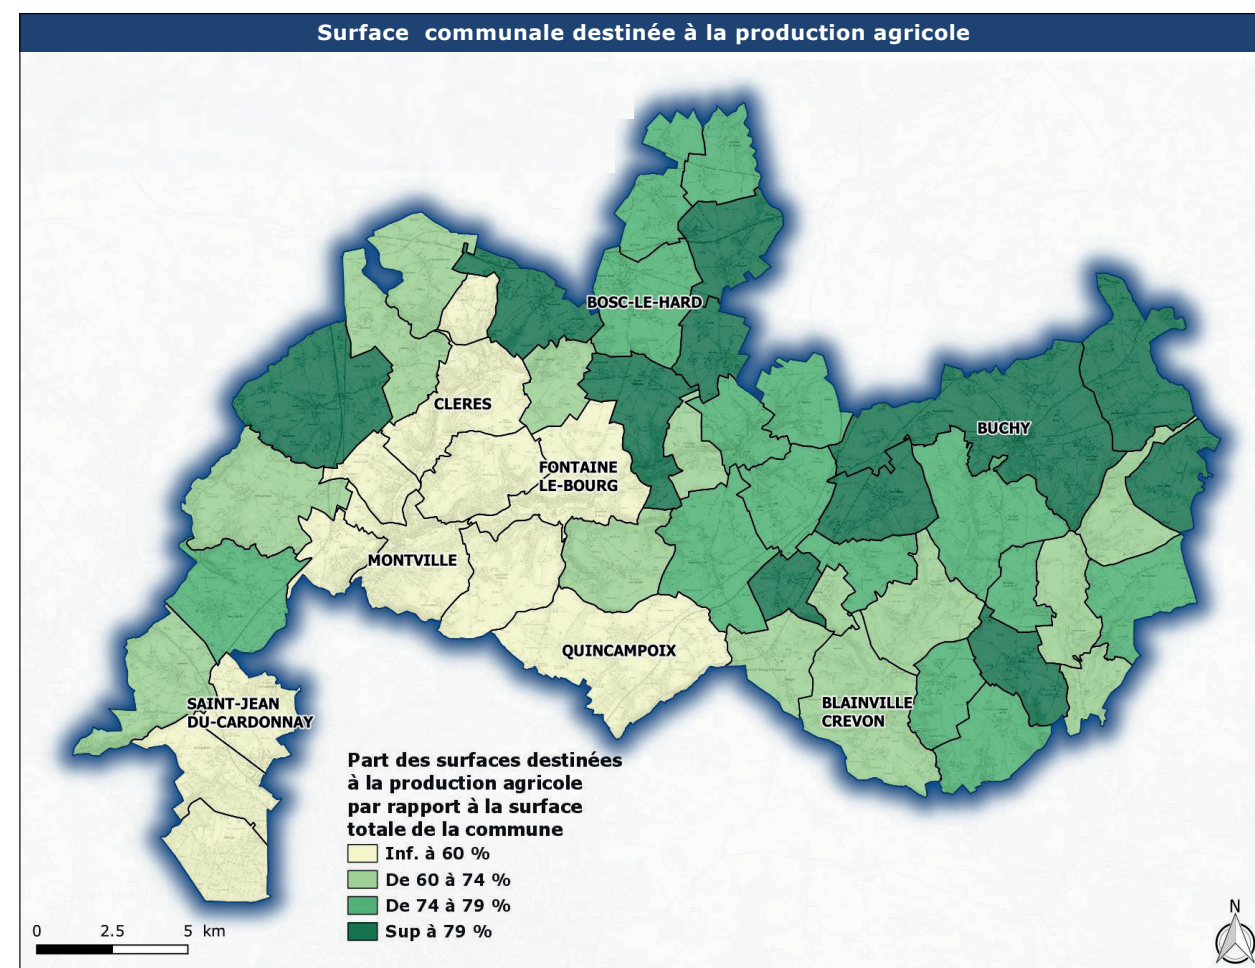 Surface communale destinée à la production agricole
BOSC-LE-HARD
CLERES
BUCHY
FONTAINE
LE-BOURG
MONTVILLE
QUINCAMPOIX
SAINT-JEAN
DU-CARDONNAY
BLAINVILLE
CREVON
Part des surfaces destinées
à la production agricole
par rapport à la surface
totale de la commune
Inf. à 60 %
De 60 à 74 %
De 74 à 79 %
Sup à 79 %
0 2.5 5 km
N